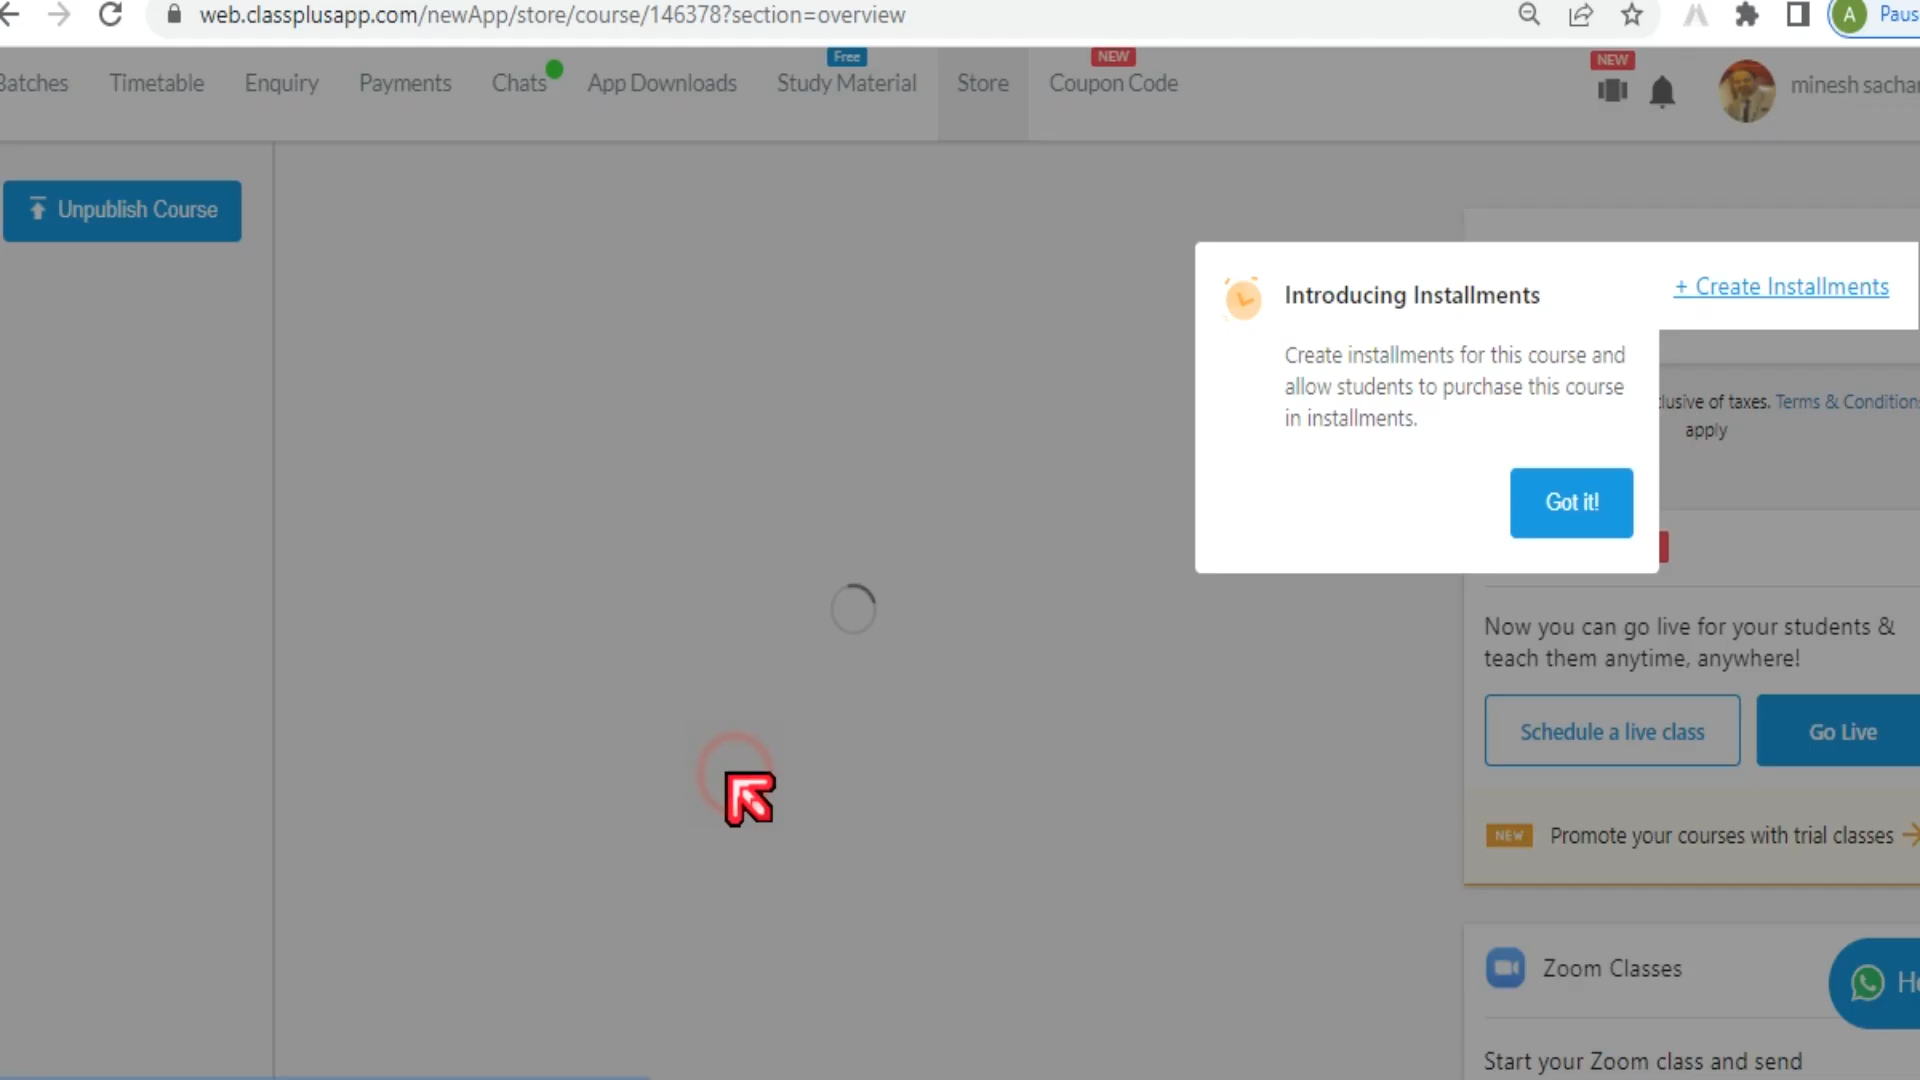 web.classplusapp.com/newApp/store/course/146378?section=overview
A
Batches
Timetable
Enquiry
Payments
Chats
App Downloads
Free
Study Material
Store
NEW
Coupon Code
NEW
minesh
Unpublish Course
Introducing Installments
+ Create Installments
Create installments for this course and
allow students to purchase this course
in installments.
Got it!
of taxes. Terms & Conditions
apply
Now you can go live for your students &
teach them anytime, anywhere!
Schedule a live class
Go Live
NEW
Promote your courses with trial classes
Zoom Classes
Start your Zoom class and send